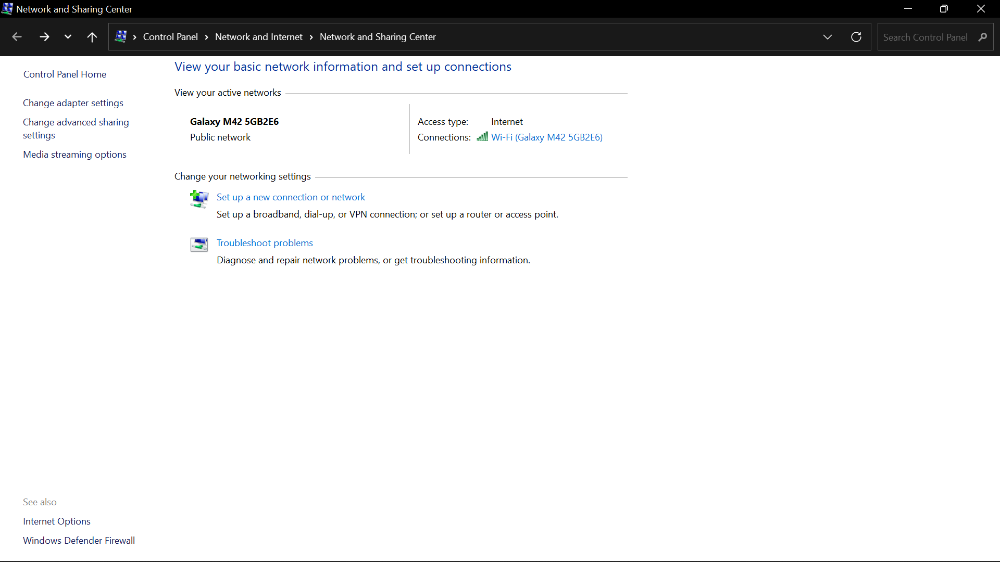 Network and Sharing Center
Control Panel > Network and Internet > Network and Sharing Center
Search Control Panel
Control Panel Home
Change adapter settings
Change advanced sharing
settings
Media streaming options
View your basic network information and set up connections
View your active networks
Galaxy M42 5GB2E6
Public network
Access type: Internet
Connections: Wi-Fi (Galaxy M42 5GB2E6)
Change your networking settings
Set up a new connection or network
Set up a broadband, dial-up, or VPN connection; or set up a router or access point.
Troubleshoot problems
Diagnose and repair network problems, or get troubleshooting information.
See also
Internet Options
Windows Defender Firewall